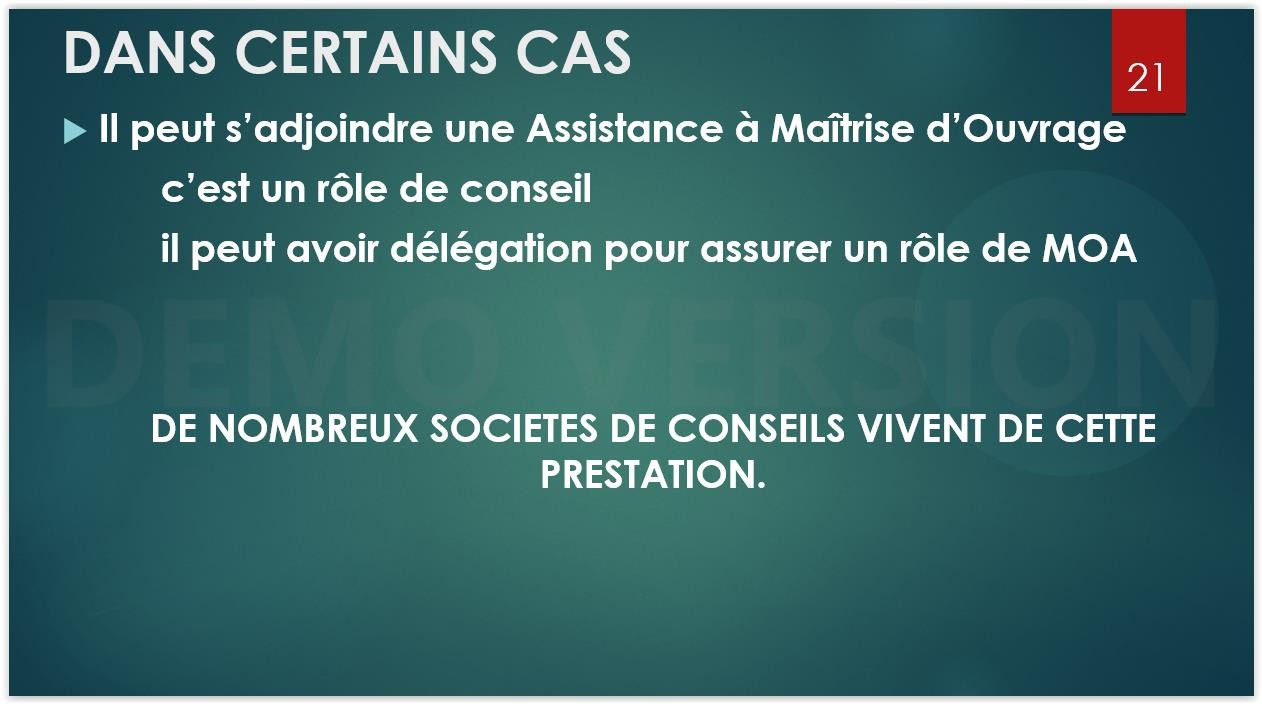 DANS CERTAINS CAS
21
Il peut s’adjoindre une Assistance à Maîtrise d’Ouvrage
c’est un rôle de conseil
il peut avoir délégation pour assurer un rôle de MOA
DEMO VERSION
DE NOMBREUX SOCIETES DE CONSEILS VIVENT DE CETTE
PRESTATION.